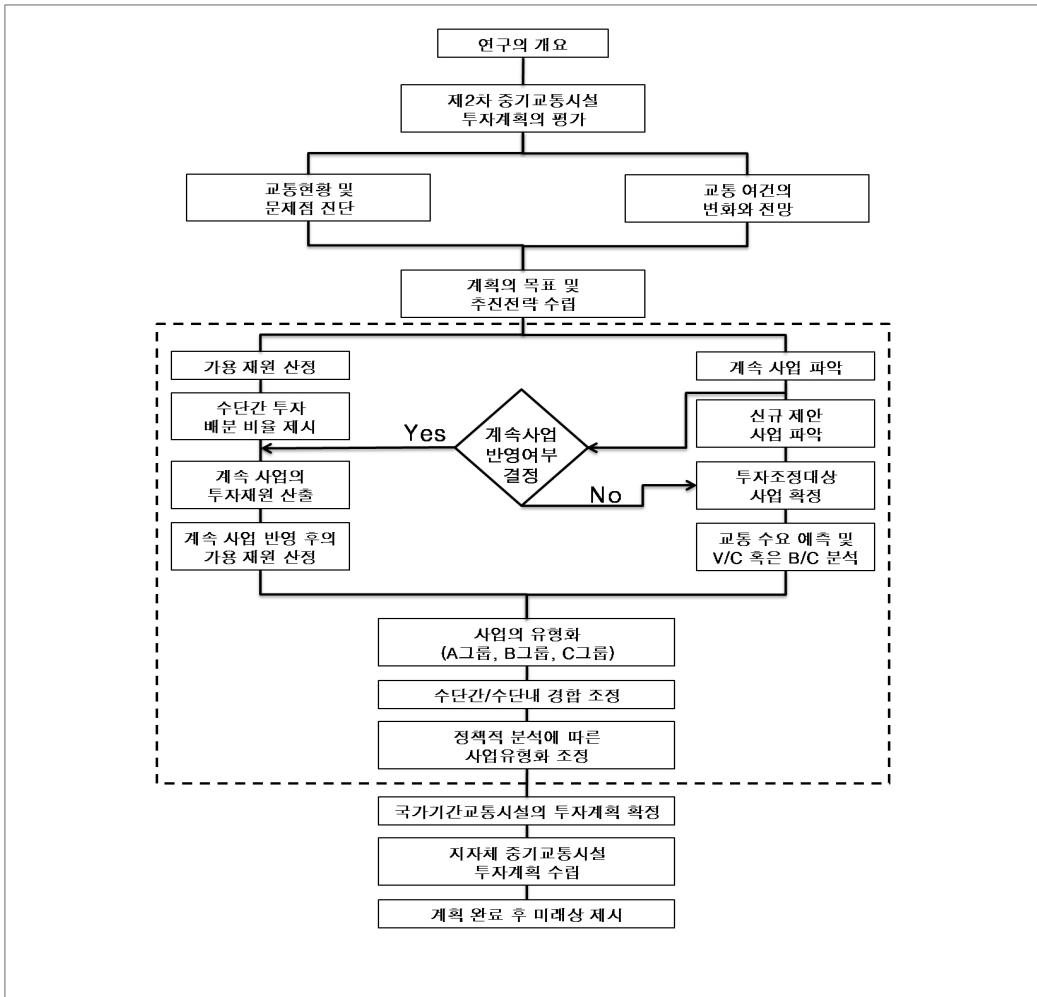 연구의 개요
제2차 중기교통시설
투자계획의 평가
교통현황 및
문제점 진단
교통 여건의
변화와 전망
계획의 목표 및
추진전략 수립
가용 재원 산정
수단간 투자
배분 비율 제시
계속 사업의
투자재원 산출
계속 사업 반영 후의
가용 재원 산정
Yes
계속사업
반영여부
결정
No
계속 사업 파악
신규 제안
사업 파악
투자조정대상
사업 확정
교통 수요 예측 및
V/C 혹은 B/C 분석
사업의 유형화
(A그룹, B그룹, C그룹)
수단간/수단내 경합 조정
정책적 분석에 따른
사업유형화 조정
국가기간교통시설의 투자계획 확정
지자체 중기교통시설
투자계획 수립
계획 완료 후 미래상 제시